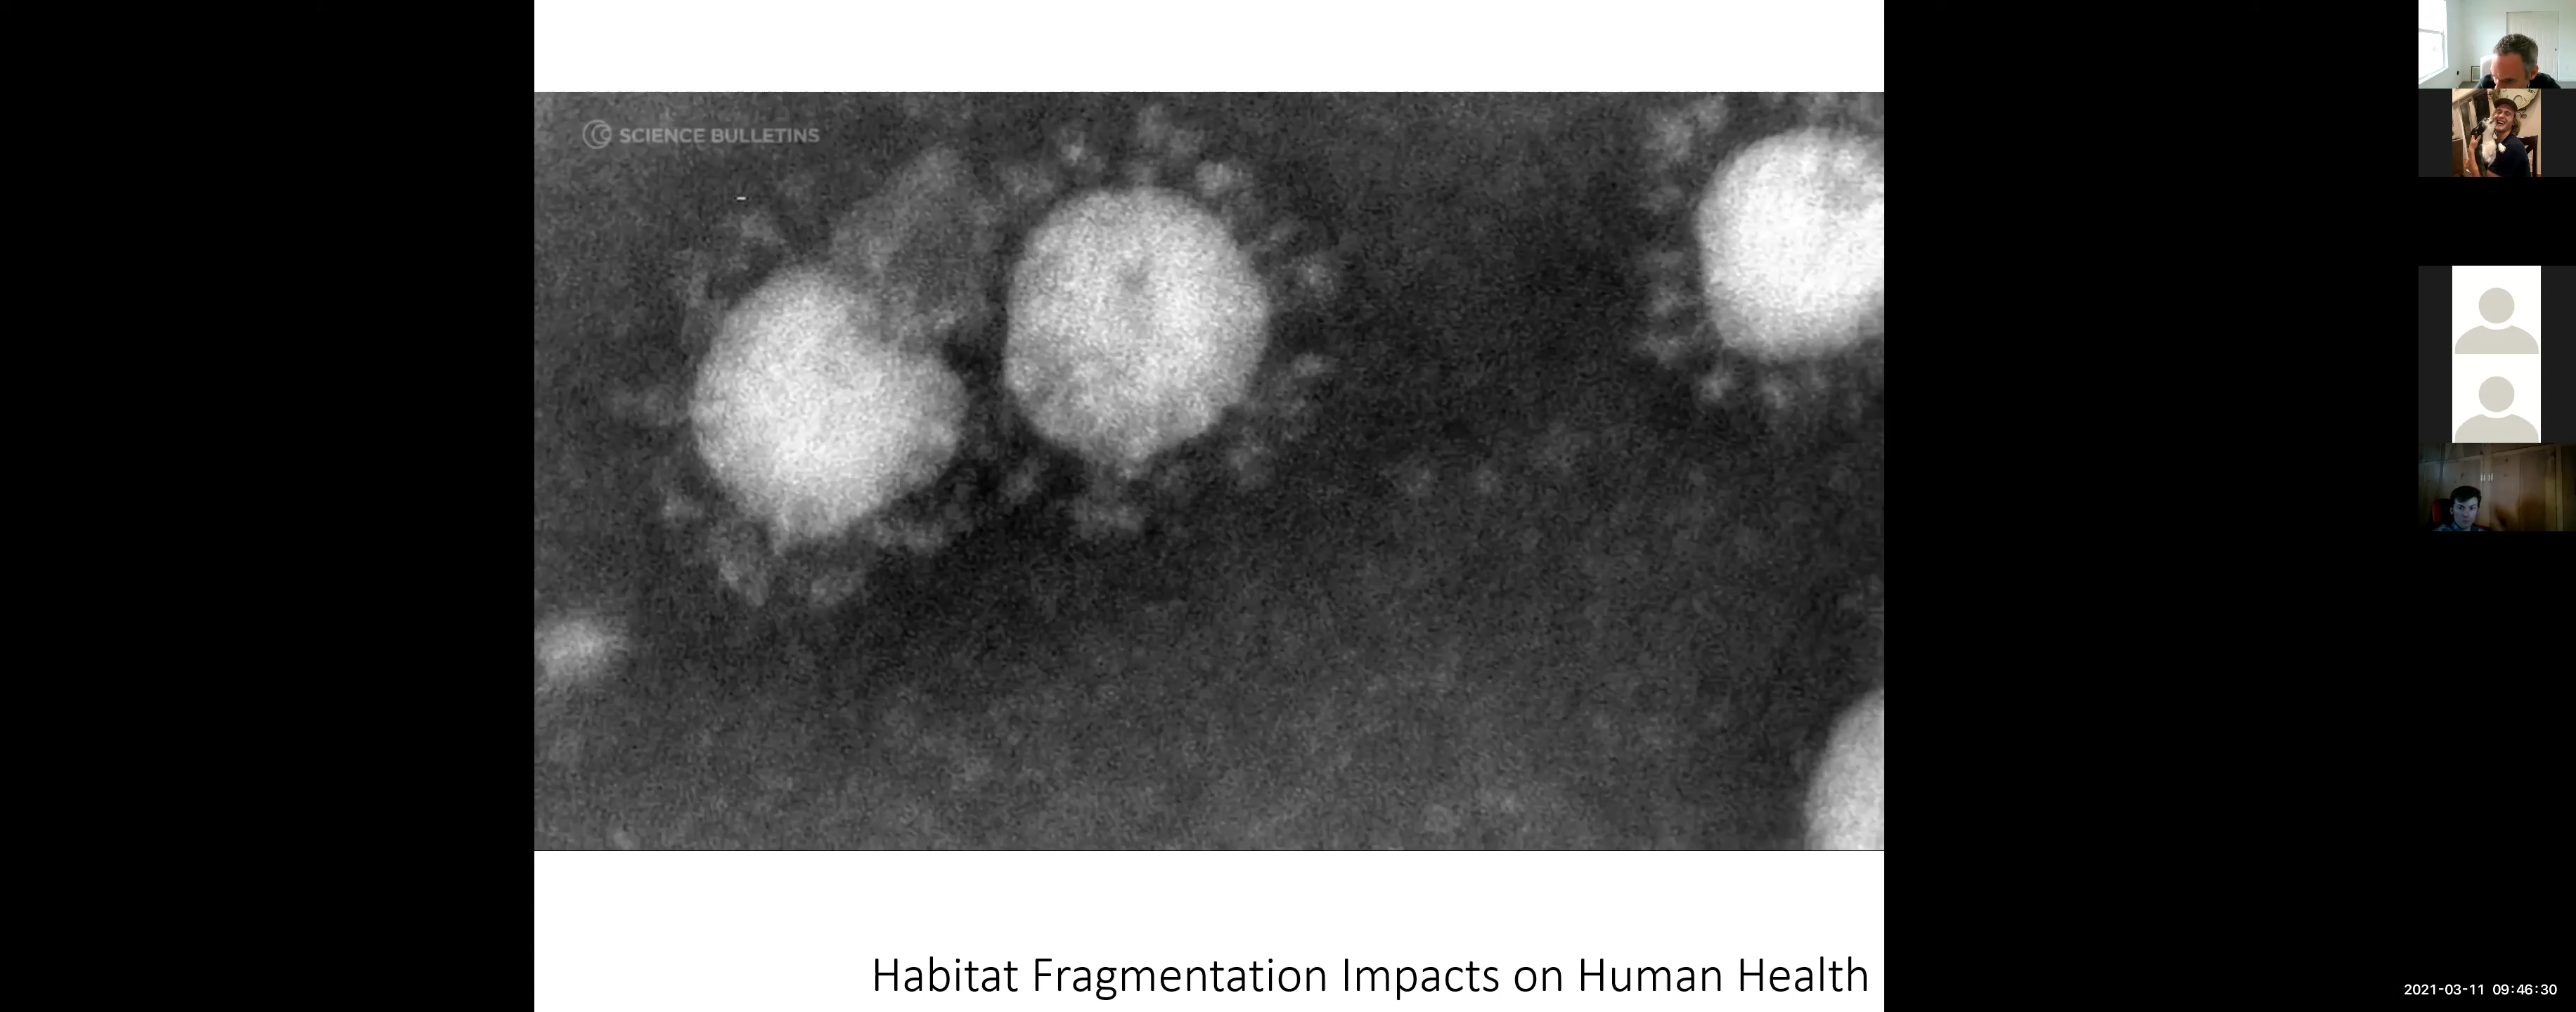 SCIENCE BULLETINS
Habitat Fragmentation Impacts on Human Health
2021-03-11 09:46:30